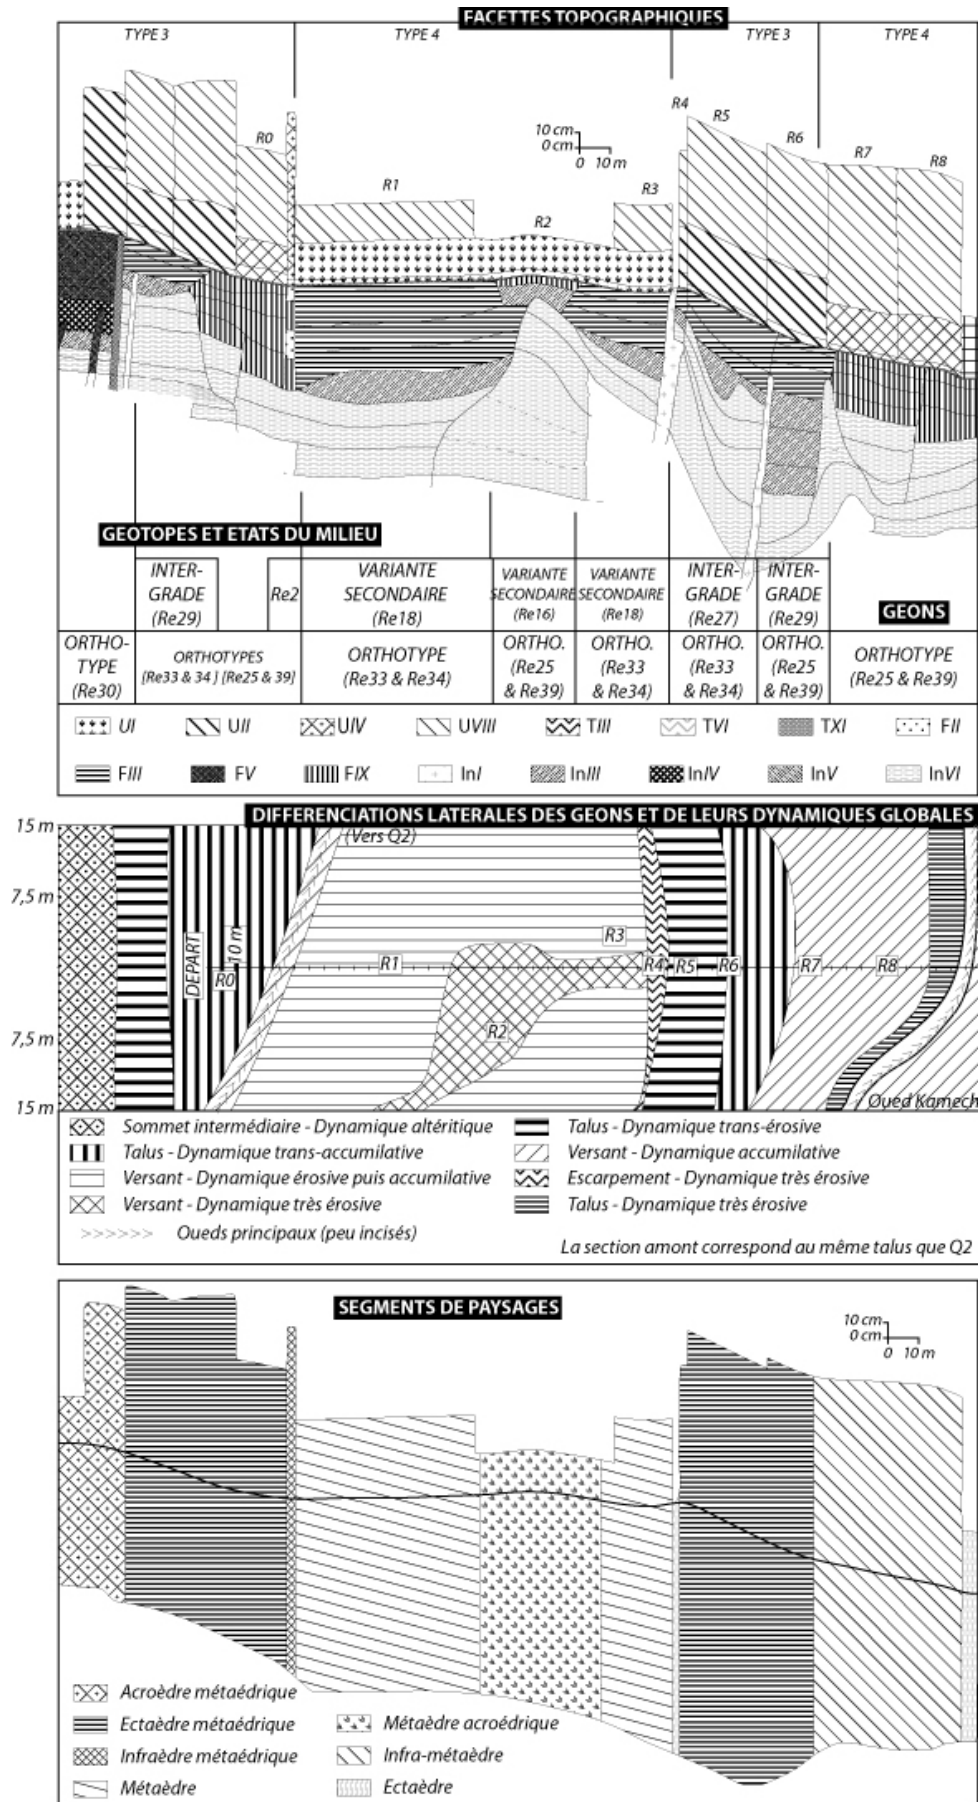 FACETTES TOPOGRAPHIQUES
TYPE 3
TYPE 4
TYPE 3
TYPE 4
R0
R1
R2
R3
R4
R5
R6
R7
R8
10 cm
0 cm
0 10 m
GEOTOPES ET ETATS DU MILIEU
INTER-
GRADE
(Re29)
Re2
VARIANTE
SECONDAIRE
(Re18)
VARIANTE
SECONDAIRE
(Re16)
VARIANTE
SECONDAIRE
(Re18)
INTER-
GRADE
(Re27)
INTER-
GRADE
(Re29)
GEONS
ORTHO-
TYPE
(Re30)
ORTHOTYPES
(Re33 & 34 ) (Re25 & 39)
ORTHOTYPE
(Re33 & Re34)
ORTHO.
(Re25
& Re39)
ORTHO.
(Re33
& Re34)
ORTHO.
(Re33
& Re34)
ORTHO.
(Re25
& Re39)
ORTHOTYPE
(Re25 & Re39)
UI
UII
UIV
UVIII
TIII
TVI
TXI
FII
FIII
FV
FIX
InI
InIII
InIV
InV
InVI
DIFFERENCIATIONS LATERALES DES GEONS ET DE LEURS DYNAMIQUES GLOBALES
15 m
7,5 m
7,5 m
15 m
(Vers Q2)
DEPART
R0
10 m
R1
R2
R3
R4
R5
R6
R7
R8
Oued Kamech
Sommet intermédiaire - Dynamique altéritique
Talus - Dynamique trans-érosive
Talus - Dynamique trans-accumilative
Versant - Dynamique accumilative
Versant - Dynamique érosive puis accumilative
Escarpement - Dynamique très érosive
Versant - Dynamique très érosive
Talus - Dynamique très érosive
Oueds principaux (peu incisés)
La section amont correspond au même talus que Q2
SEGMENTS DE PAYSAGES
10 cm
0 cm
0 10 m
Acroèdre métaédrique
Ectaèdre métaédrique
Métaèdre acroédrique
Infraèdre métaédrique
Infra-métaèdre
Métaèdre
Ectaèdre